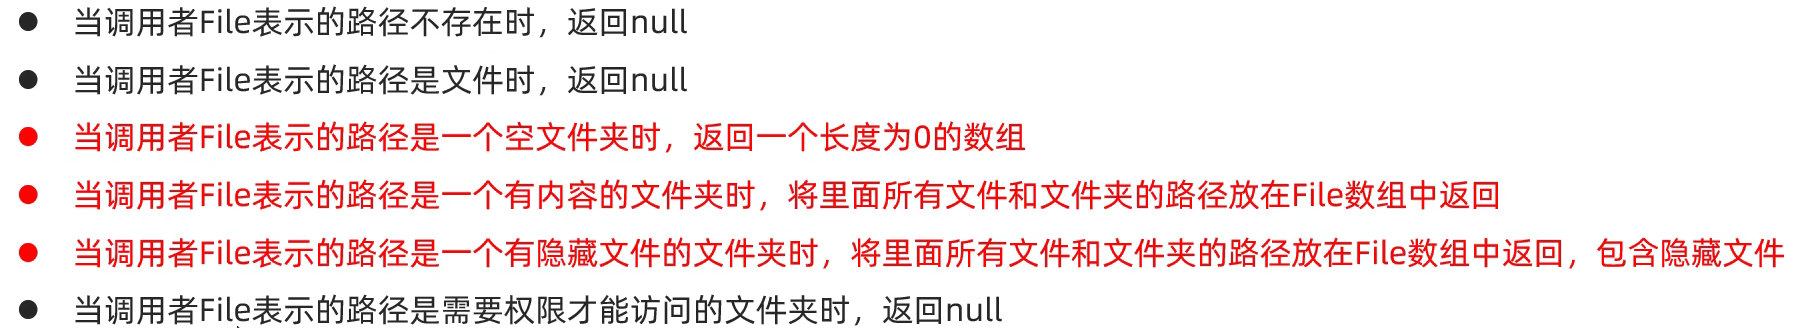 ● 当调用者File表示的路径不存在时，返回null
● 当调用者File表示的路径是文件时，返回null
● 当调用者File表示的路径是一个空文件夹时，返回一个长度为0的数组
● 当调用者File表示的路径是一个有内容的文件夹时，将里面所有文件和文件夹的路径放在File数组中返回
● 当调用者File表示的路径是一个有隐藏文件的文件夹时，将里面所有文件和文件夹的路径放在FIle数组中返回，包含隐藏文件
● 当调用者File表示的路径是需要权限才能访问的文件夹时，返回null